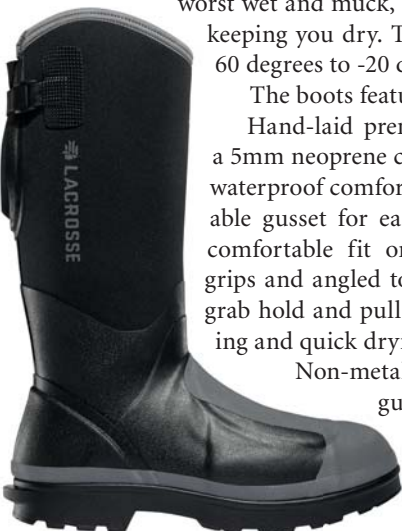 worst wet and muck,
keeping you dry. T
60 degrees to -20
The boots featu
Hand-laid prem
a 5mm neoprene c
waterproof comfor
able gusset for ea
comfortable fit or
grips and angled to
grab hold and pull
ing and quick dry
Non-meta
gu
LACROSSE